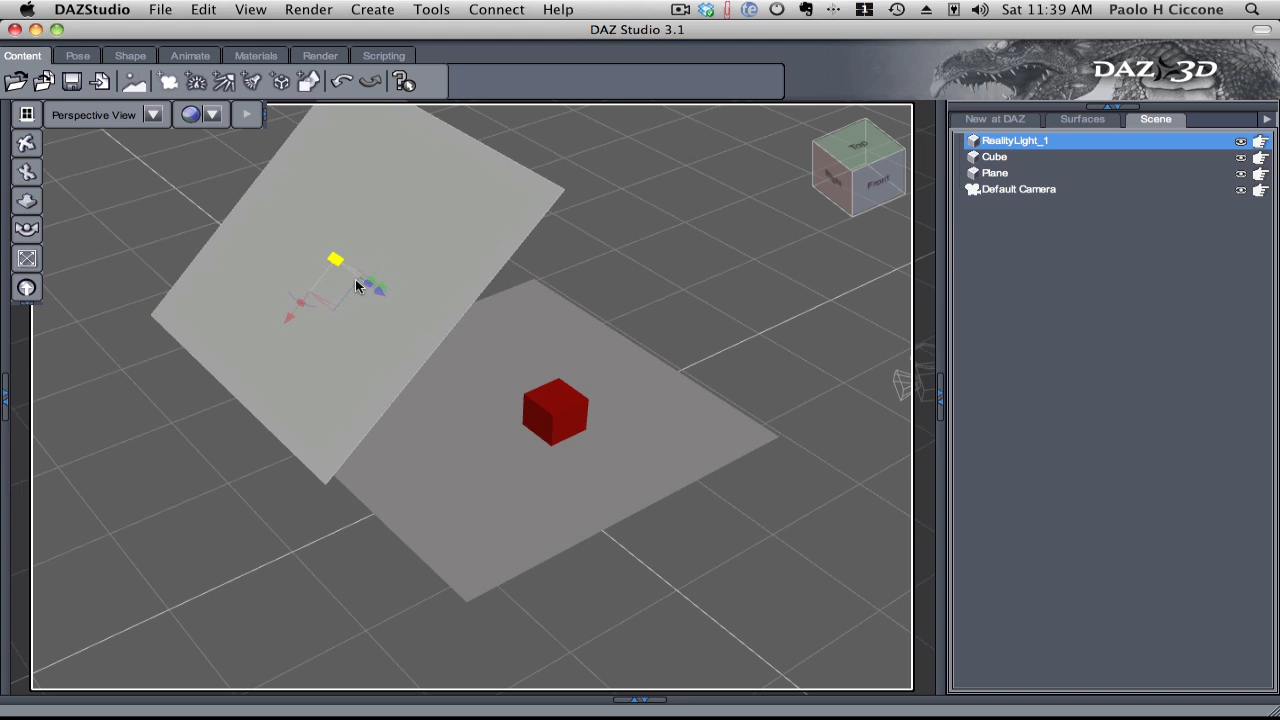 DAZStudio File Edit View Render Create Tools Connect Help Sat 11:39 AM Paolo H Ciccone
DAZ Studio 3.1
Content Pose Shape Animate Materials Render Scripting
DAZ 3D
Perspective View
New at DAZ Surfaces Scene
RealityLight_1
Cube
Plane
Default Camera
Top
Front